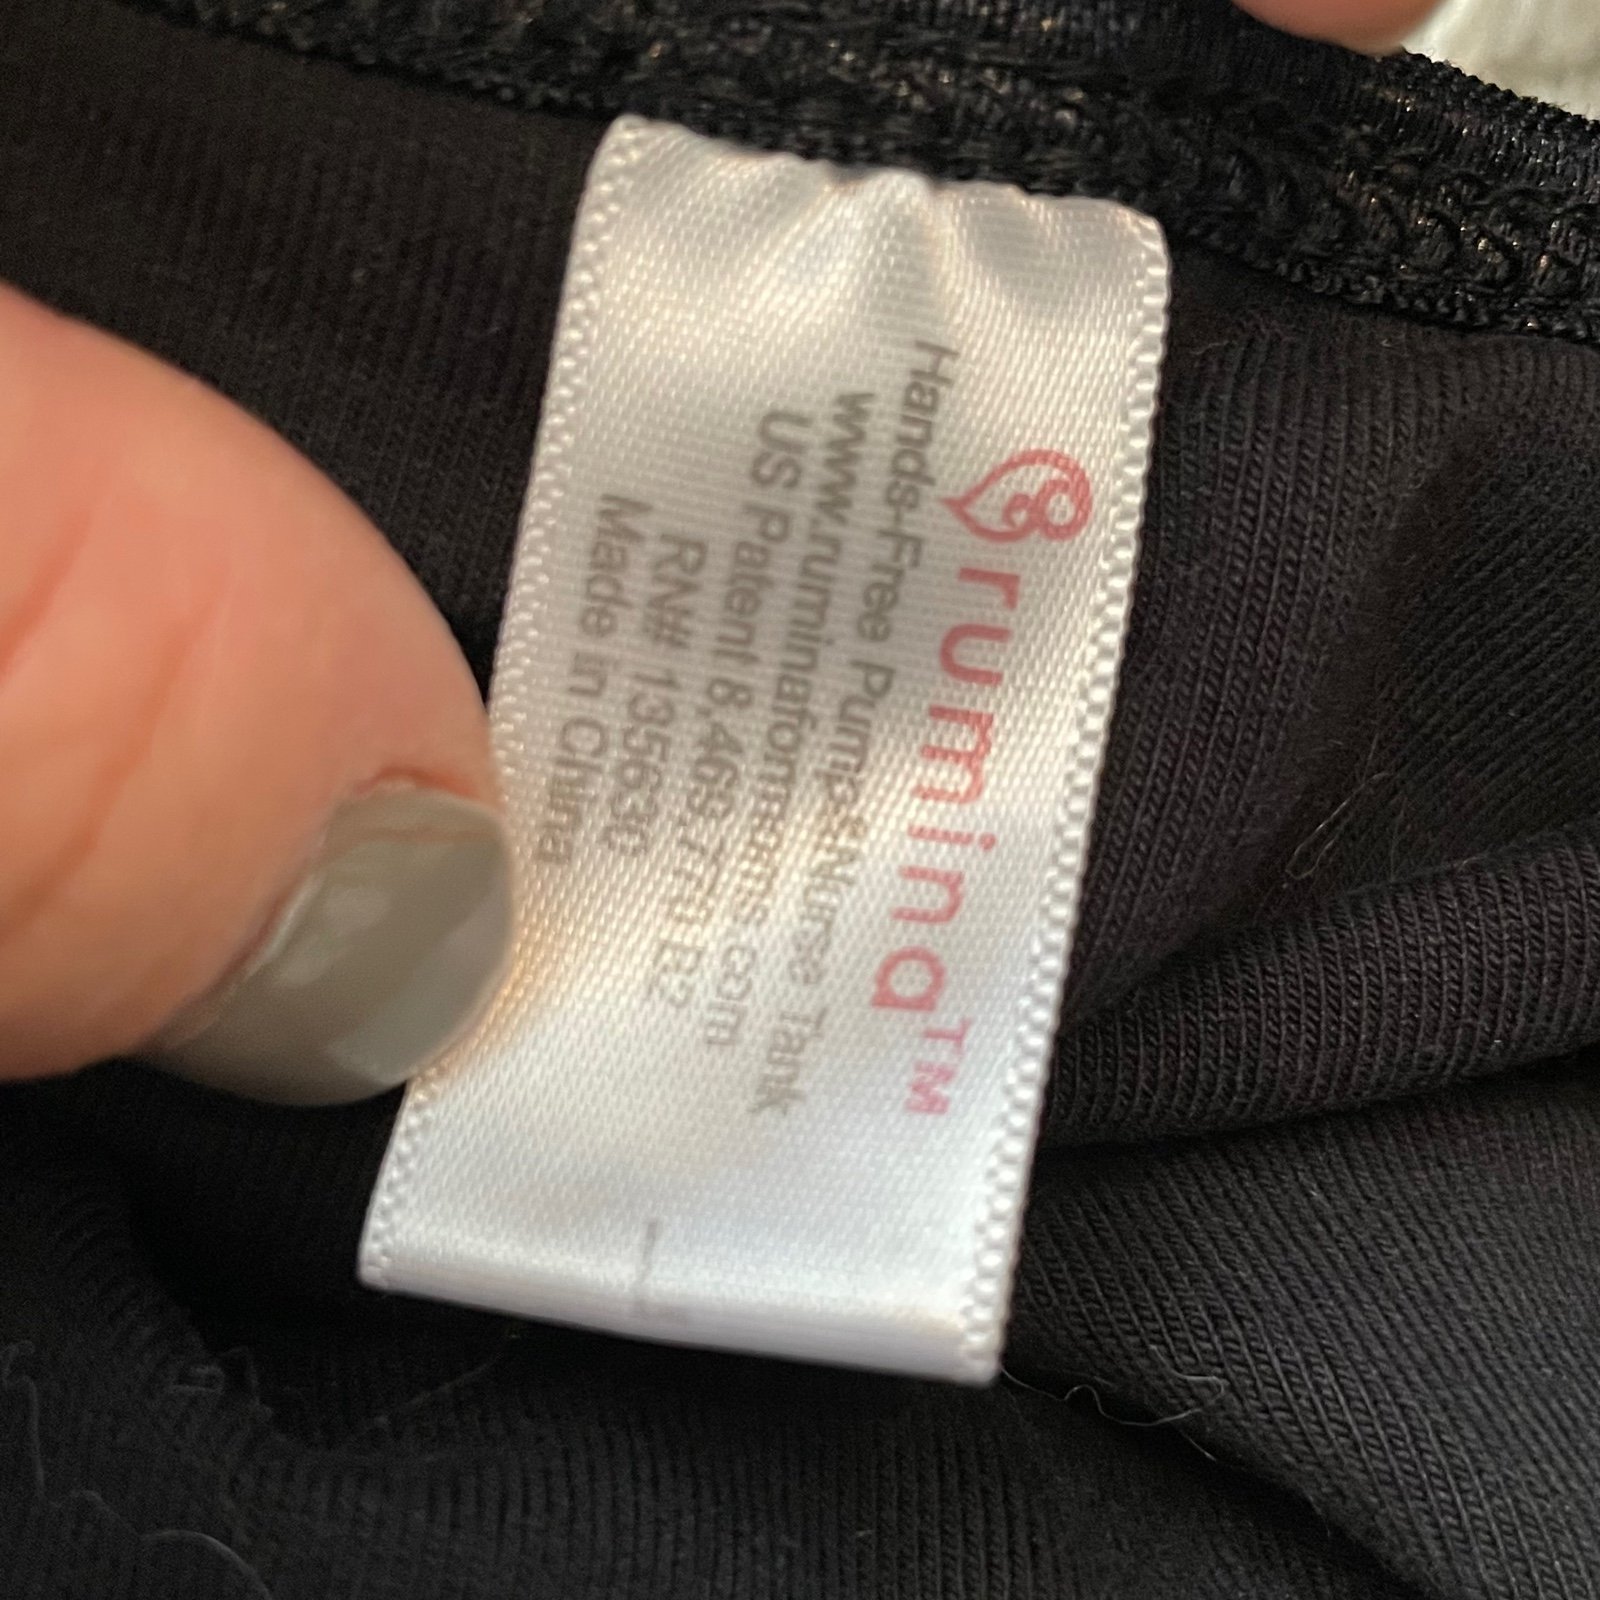 rumina™
Hands-Free Pump&Nurse Tank
www.ruminaformoms.com
US Patent 8,469,770 B2
RN# 135630
Made in China